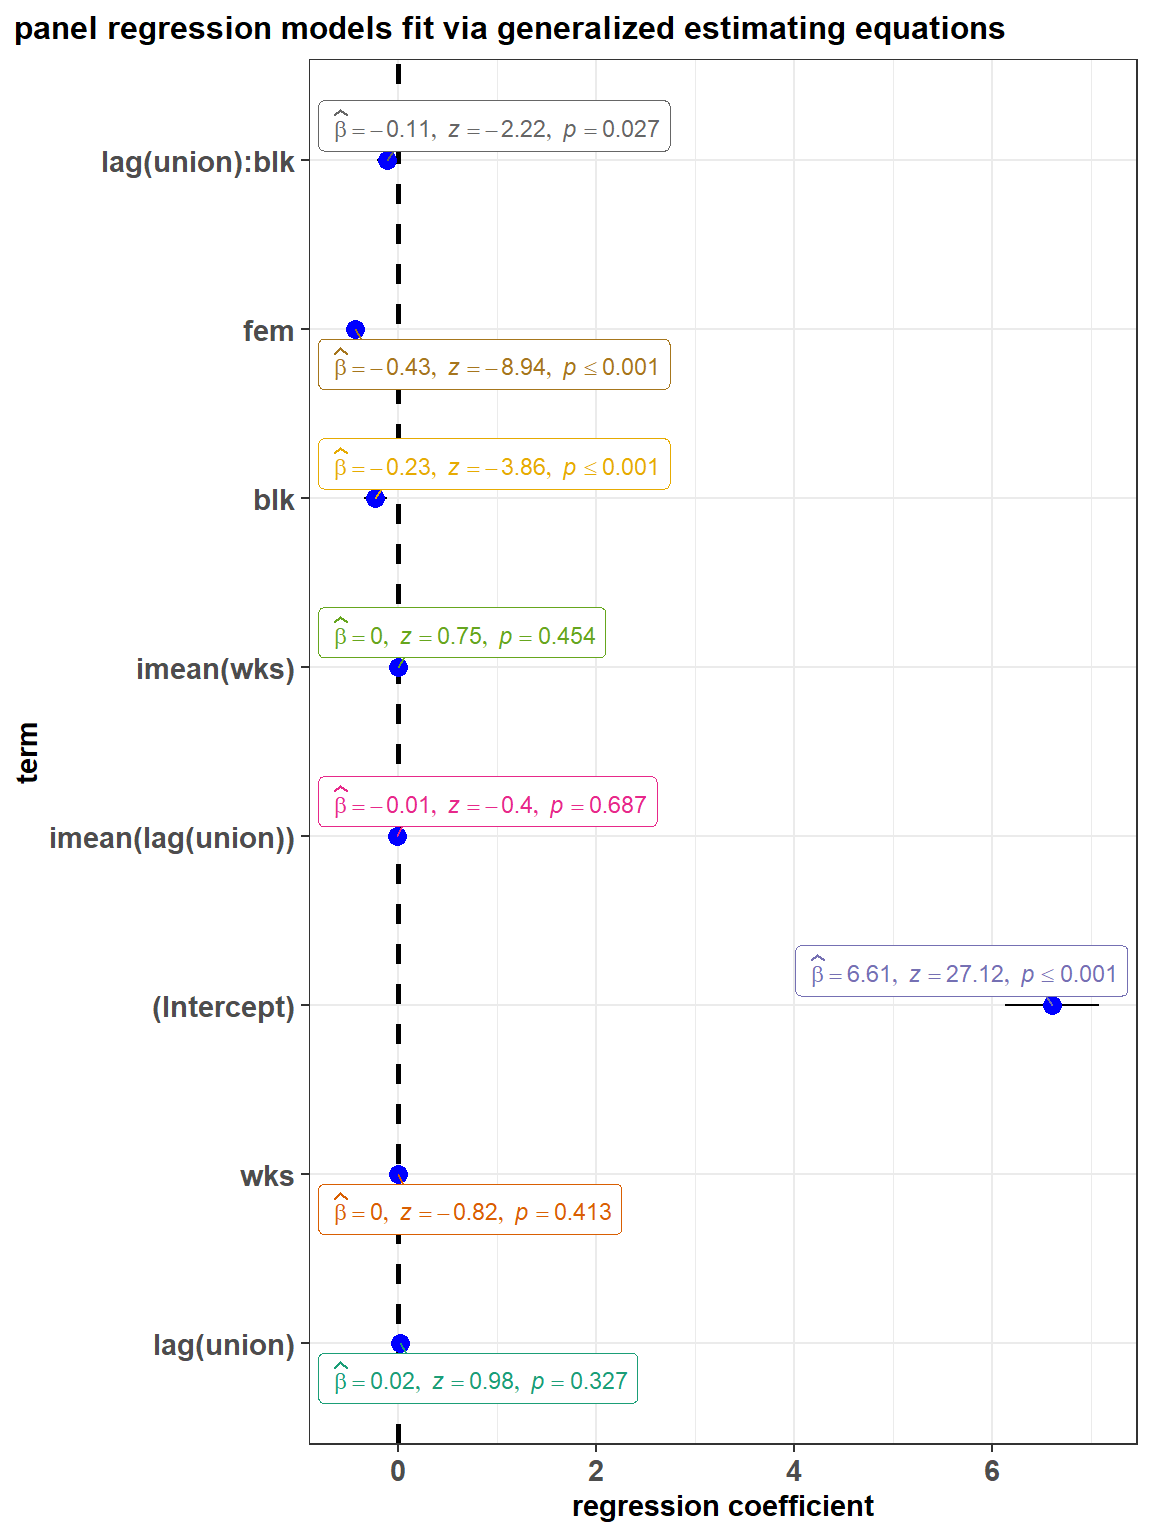 panel regression models fit via generalized estimating equations
term
lag(union):blk
β̂ = −0.11, z = −2.22, p = 0.027
fem
β̂ = −0.43, z = −8.94, p ≤ 0.001
blk
β̂ = −0.23, z = −3.86, p ≤ 0.001
imean(wks)
β̂ = 0, z = 0.75, p = 0.454
imean(lag(union))
β̂ = −0.01, z = −0.4, p = 0.687
(Intercept)
β̂ = 6.61, z = 27.12, p ≤ 0.001
wks
β̂ = 0, z = −0.82, p = 0.413
lag(union)
β̂ = 0.02, z = 0.98, p = 0.327
0 2 4 6
regression coefficient